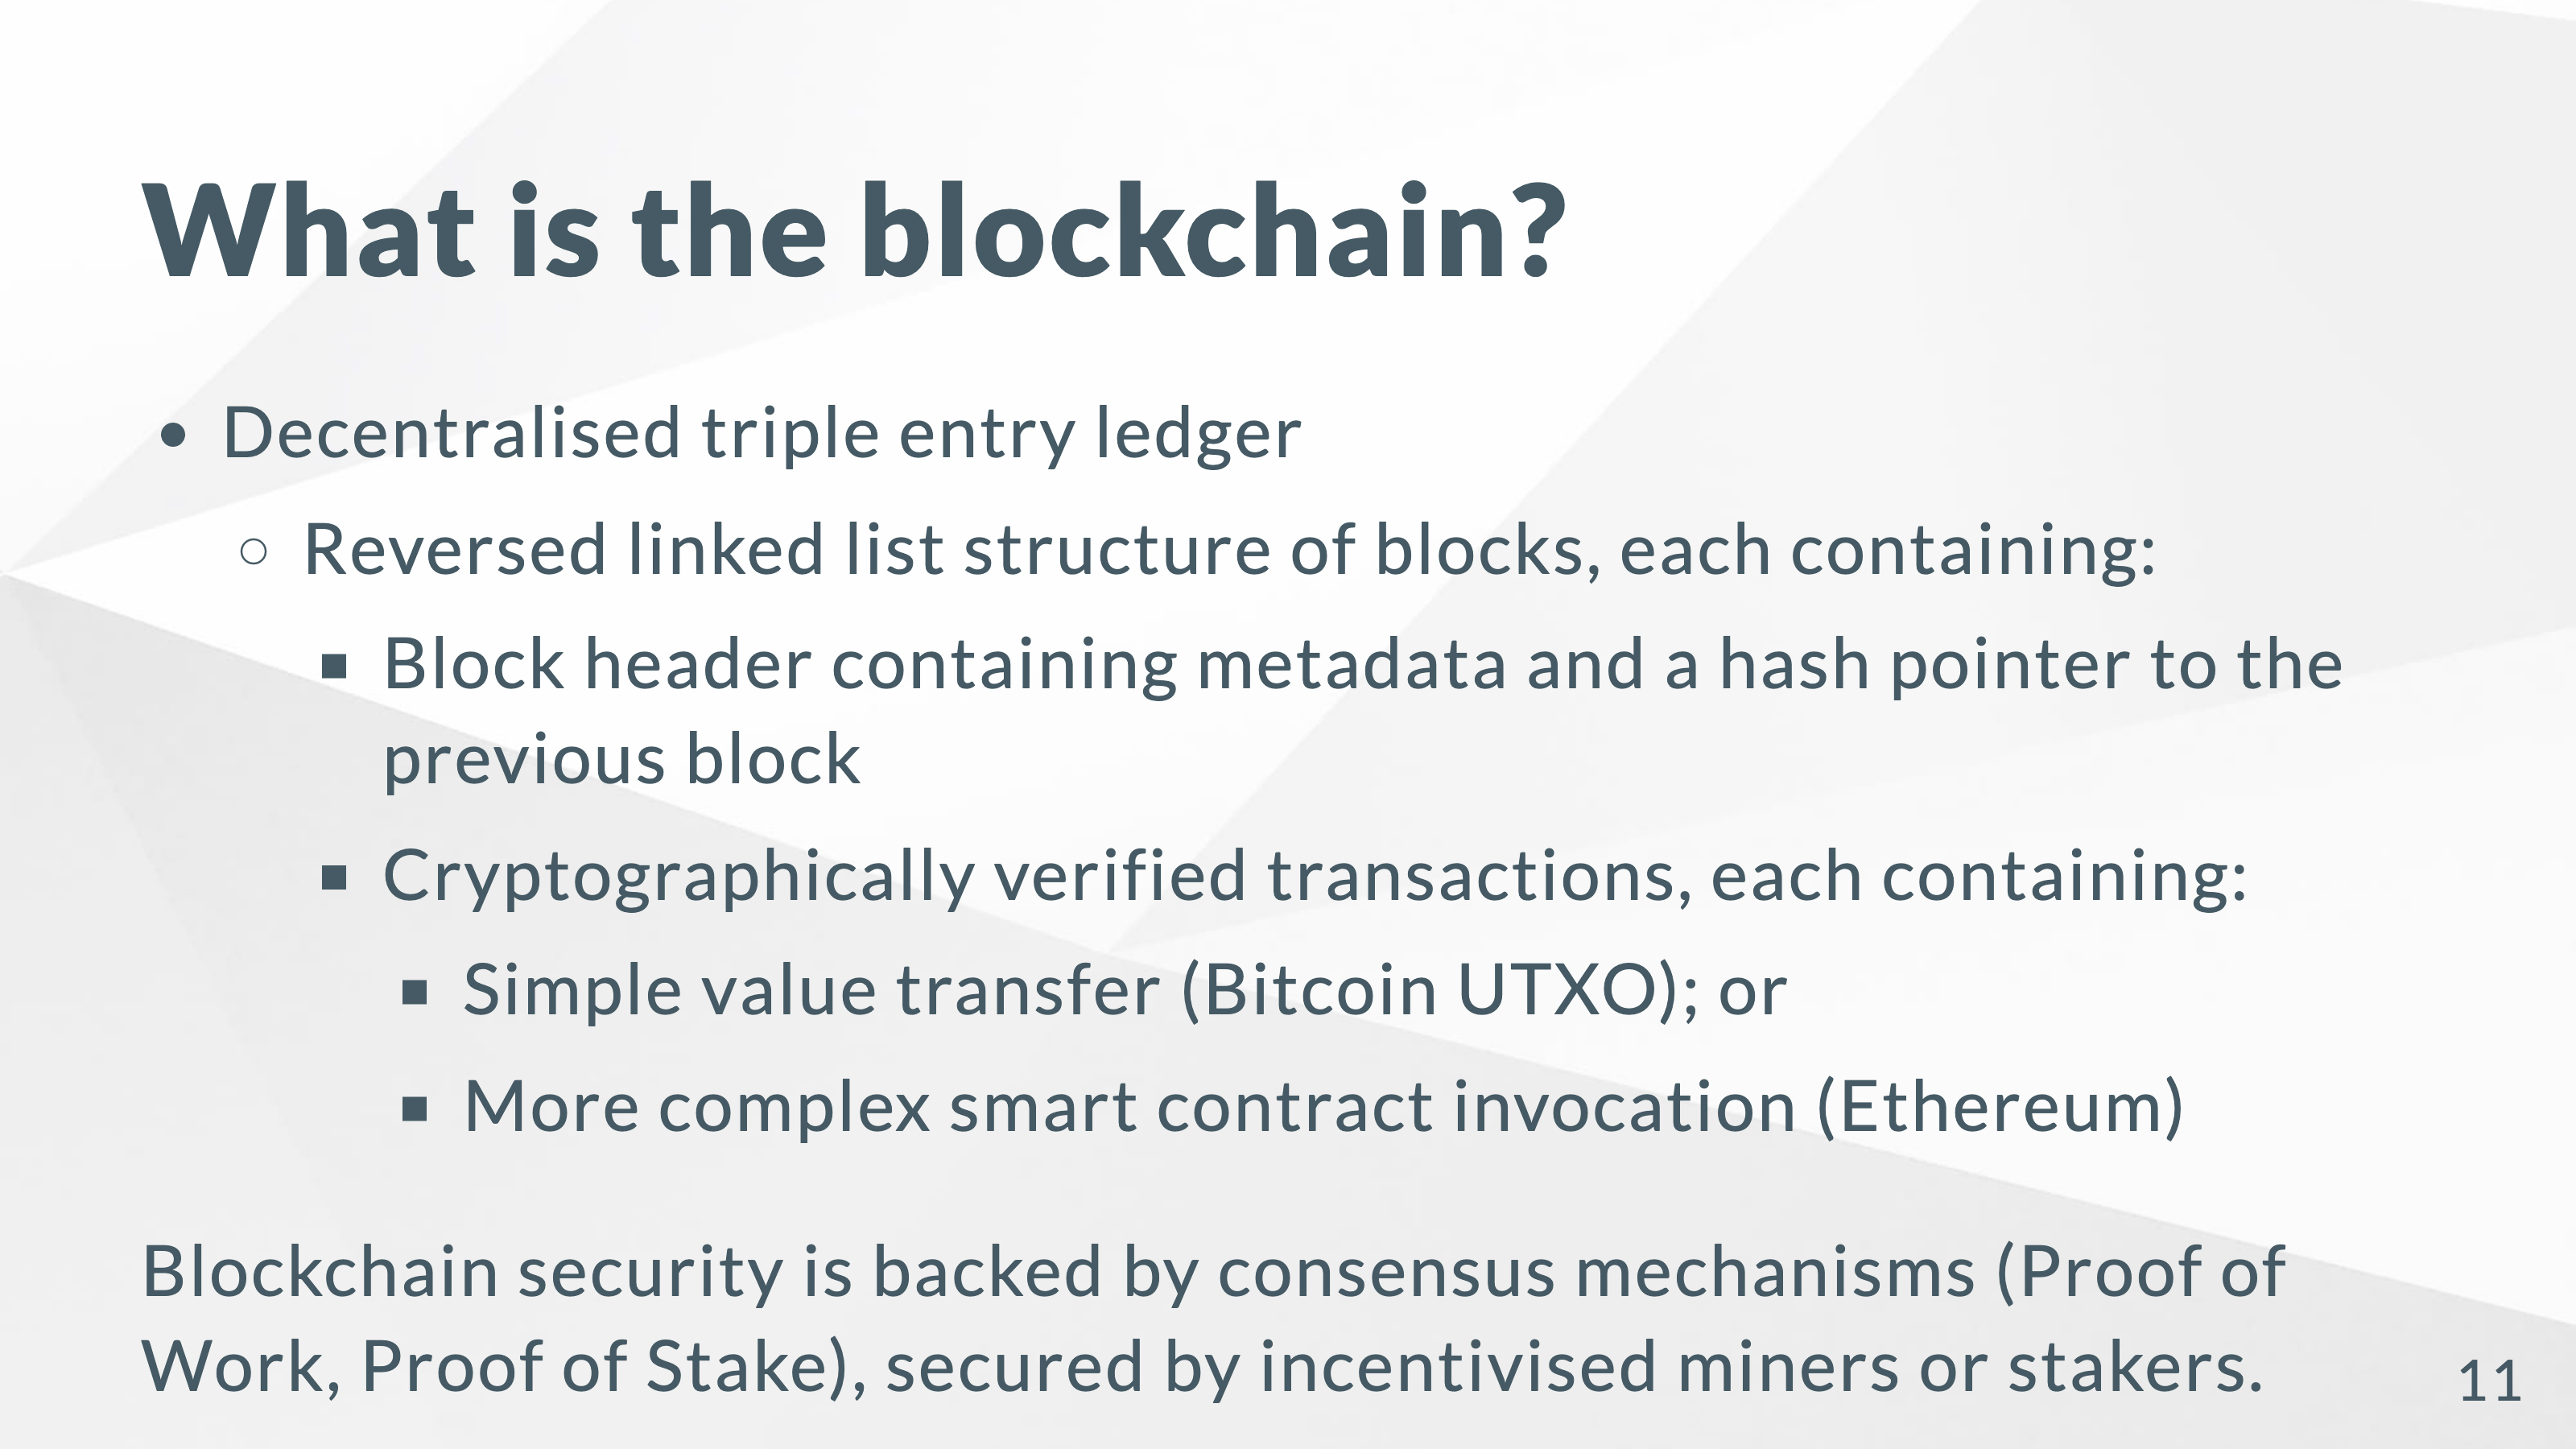 What is the blockchain?
• Decentralised triple entry ledger
○ Reversed linked list structure of blocks, each containing:
▪ Block header containing metadata and a hash pointer to the
previous block
▪ Cryptographically verified transactions, each containing:
▪ Simple value transfer (Bitcoin UTXO); or
▪ More complex smart contract invocation (Ethereum)
Blockchain security is backed by consensus mechanisms (Proof of
Work, Proof of Stake), secured by incentivised miners or stakers.
11